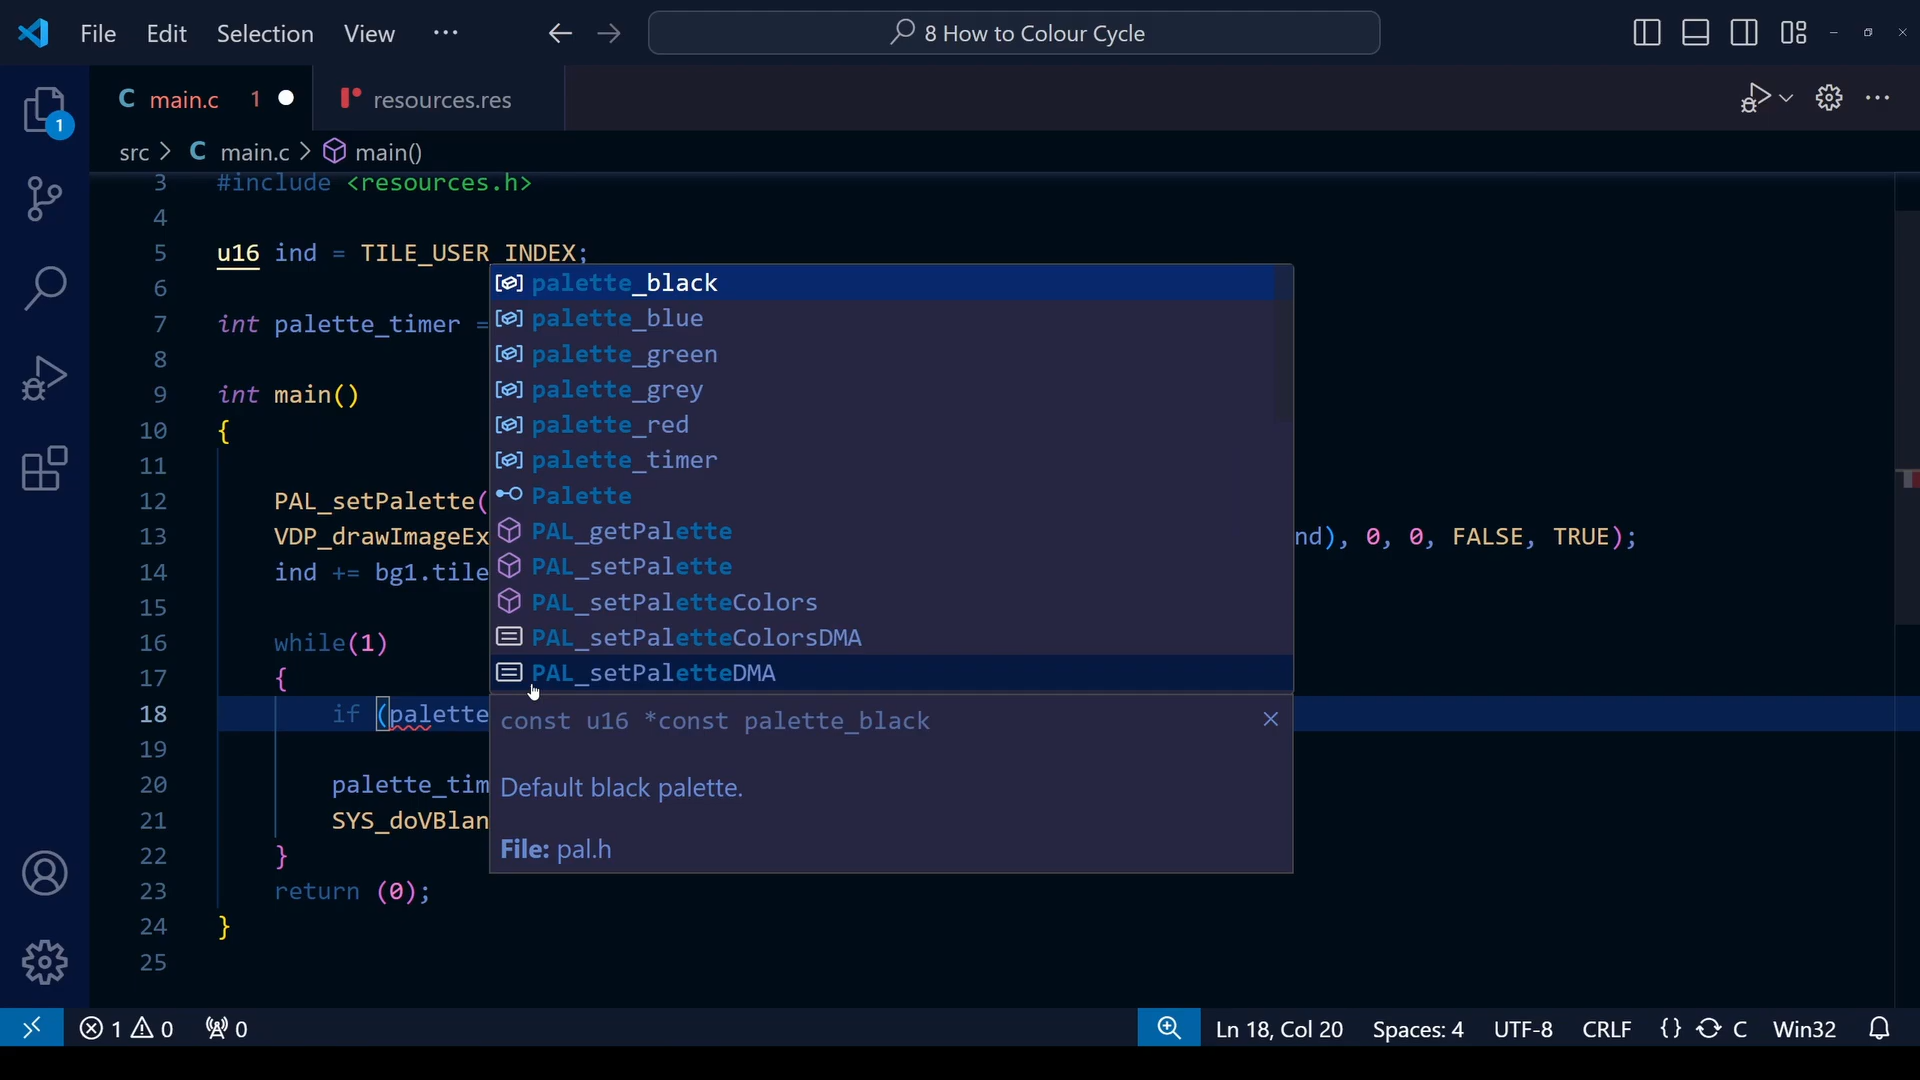 File Edit Selection View ··· 8 How to Colour Cycle
C main.c 1 resources.res
src > C main.c > main()
3 #include <resources.h>
4
5 u16 ind = TILE_USER_INDEX;
6
7 int palette_timer =
8
9 int main()
10 {
11
12 PAL_setPalette(
13 VDP_drawImageEx nd), 0, 0, FALSE, TRUE);
14 ind += bg1.tile
15
16 while(1)
17 {
18 if (palette
19
20 palette_tim
21 SYS_doVBlan
22 }
23 return (0);
24 }
25
palette_black
palette_blue
palette_green
palette_grey
palette_red
palette_timer
Palette
PAL_getPalette
PAL_setPalette
PAL_setPaletteColors
PAL_setPaletteColorsDMA
PAL_setPaletteDMA
const u16 *const palette_black
Default black palette.
File: pal.h
1
1 0 0 Ln 18, Col 20 Spaces: 4 UTF-8 CRLF {} C Win32